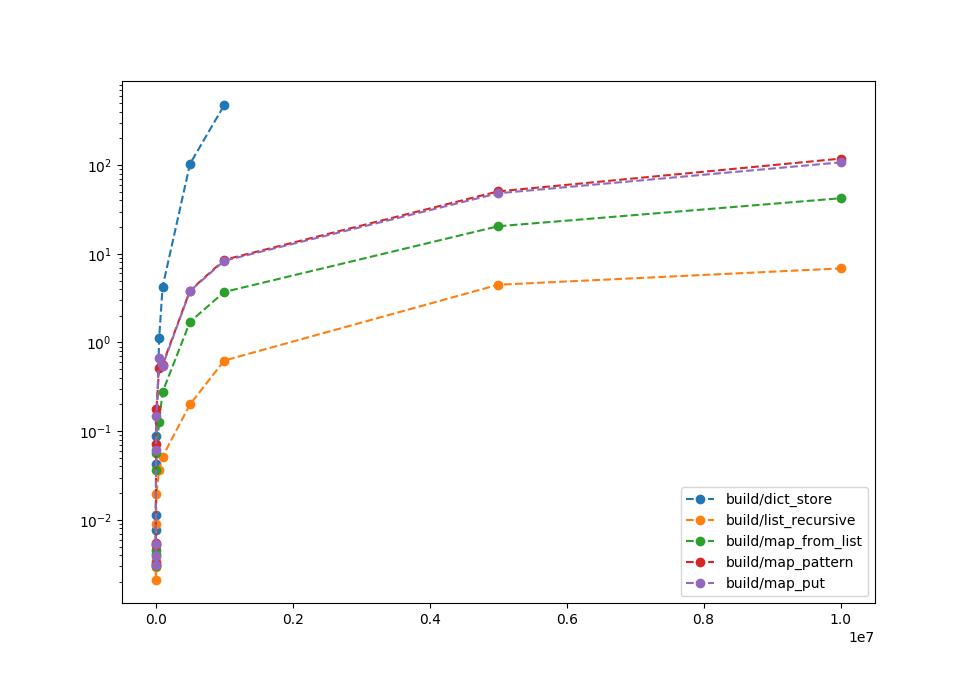 10²
10¹
10⁰
10⁻¹
10⁻²
0.0 0.2 0.4 0.6 0.8 1.0
1e7
build/dict_store
build/list_recursive
build/map_from_list
build/map_pattern
build/map_put